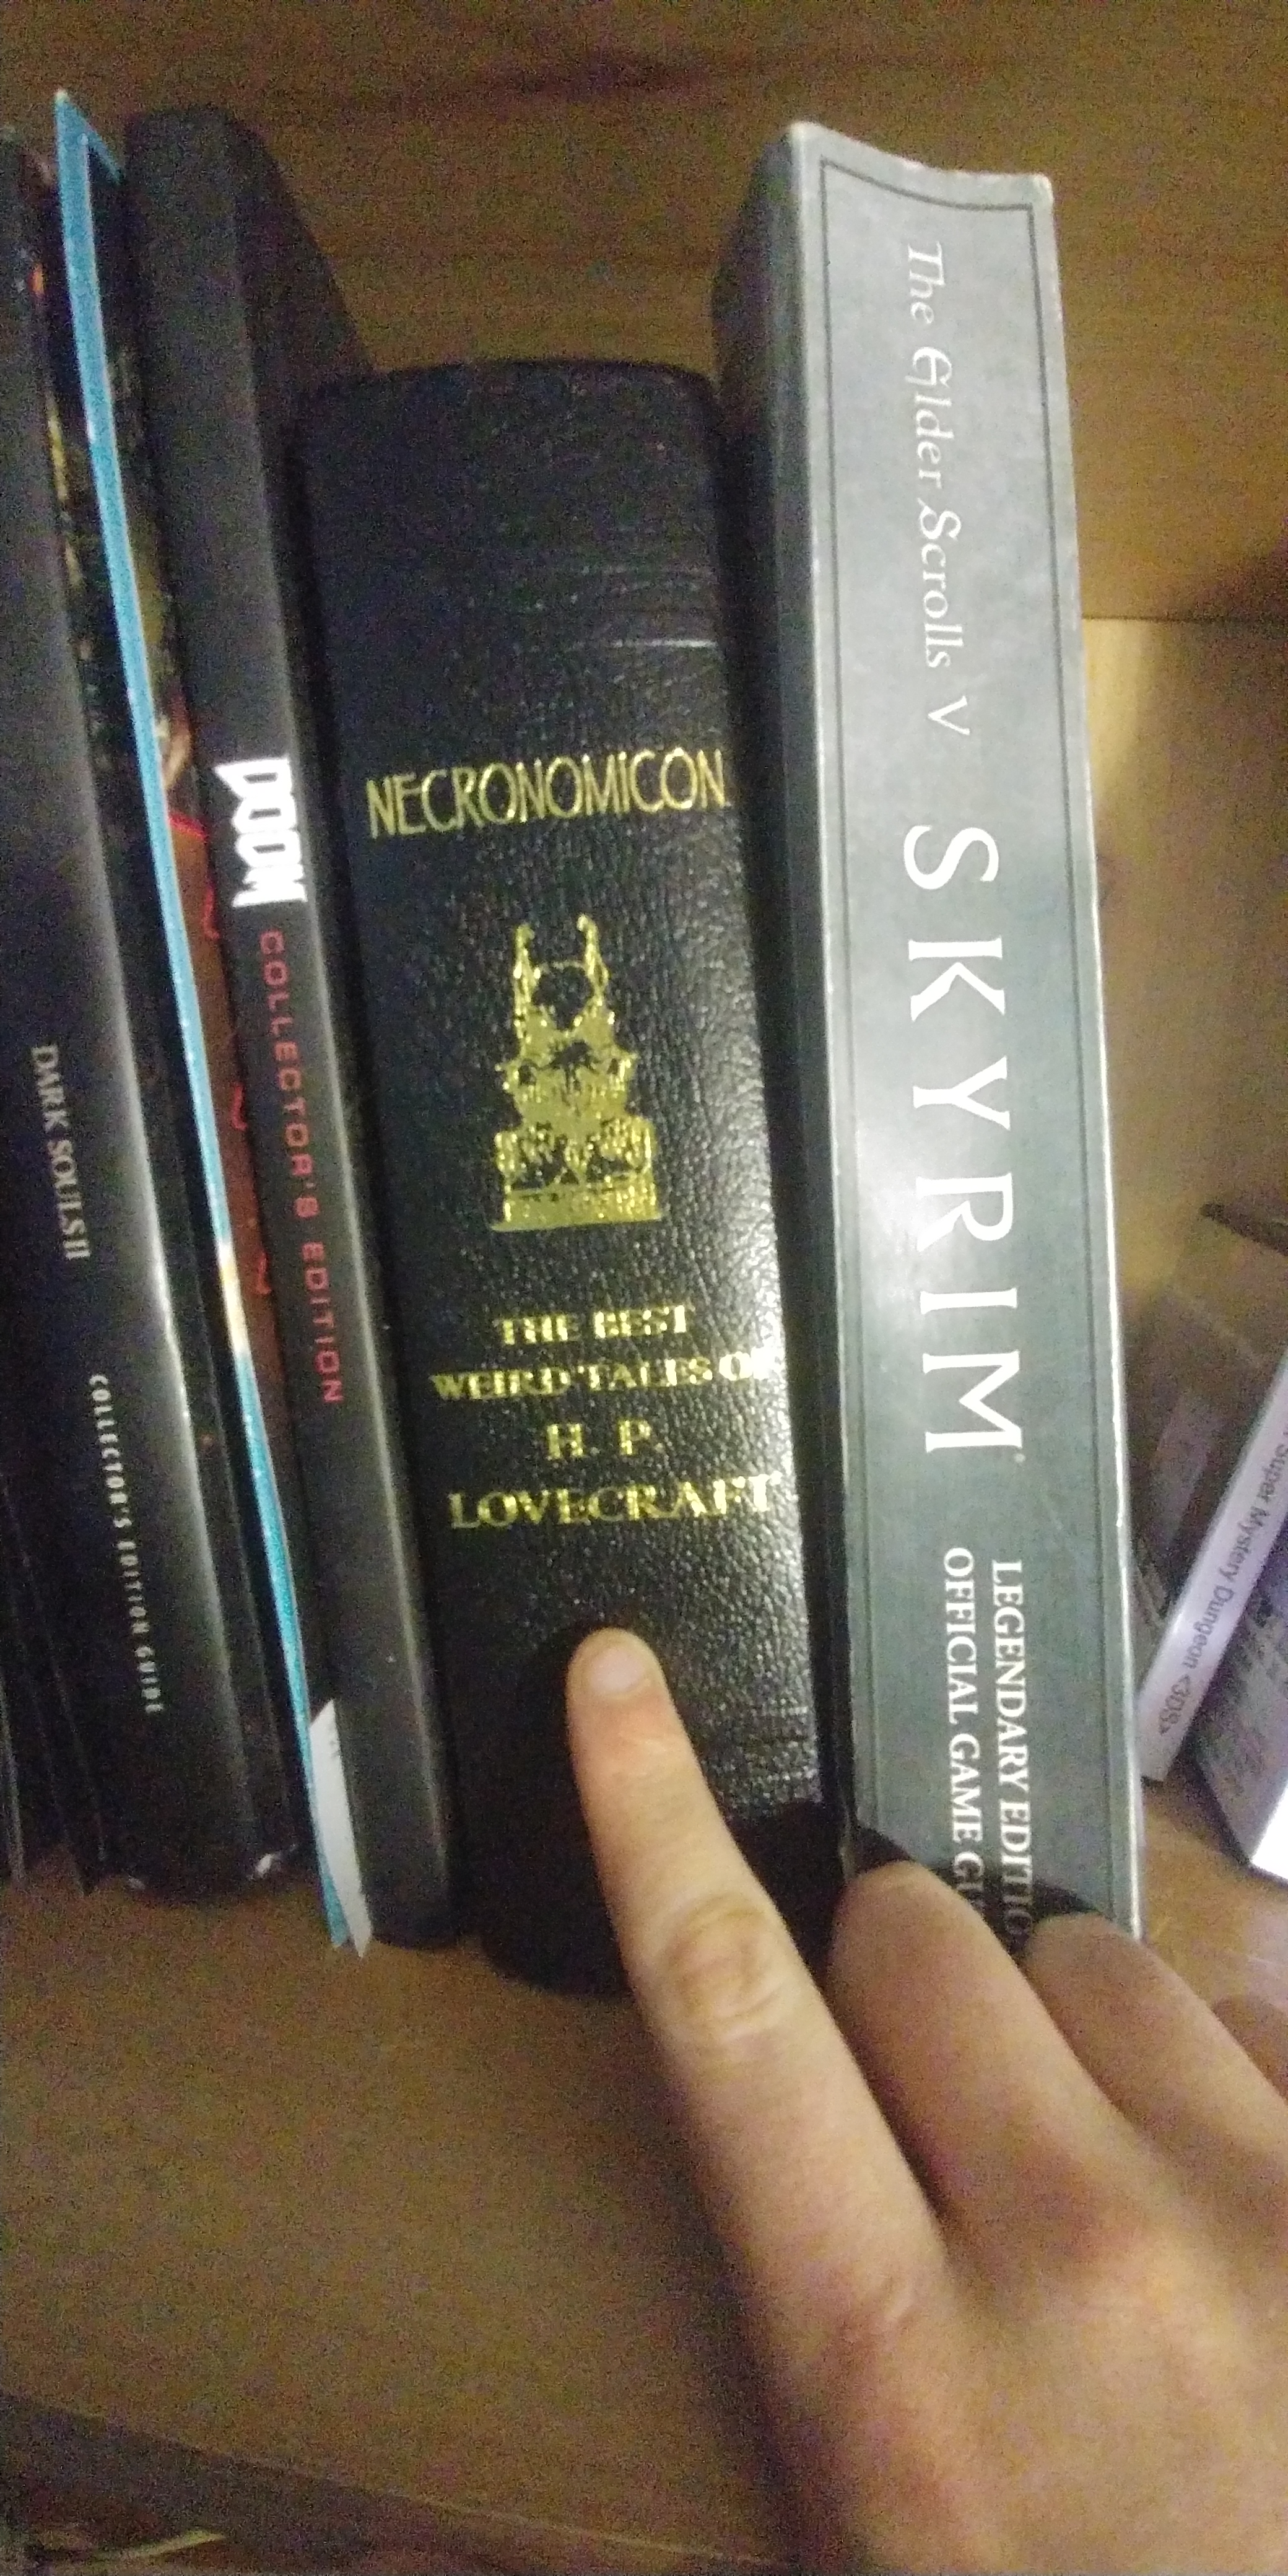 DARK SOULS II
COLLECTOR'S EDITION GUIDE
DOOM
COLLECTOR'S EDITION
NECRONOMICON
THE BEST
WEIRD TALES OF
H. P.
LOVECRAFT
The Elder Scrolls V
SKYRIM®
LEGENDARY EDITIO
OFFICIAL GAME GU
Super Mystery Dungeon <3DS>